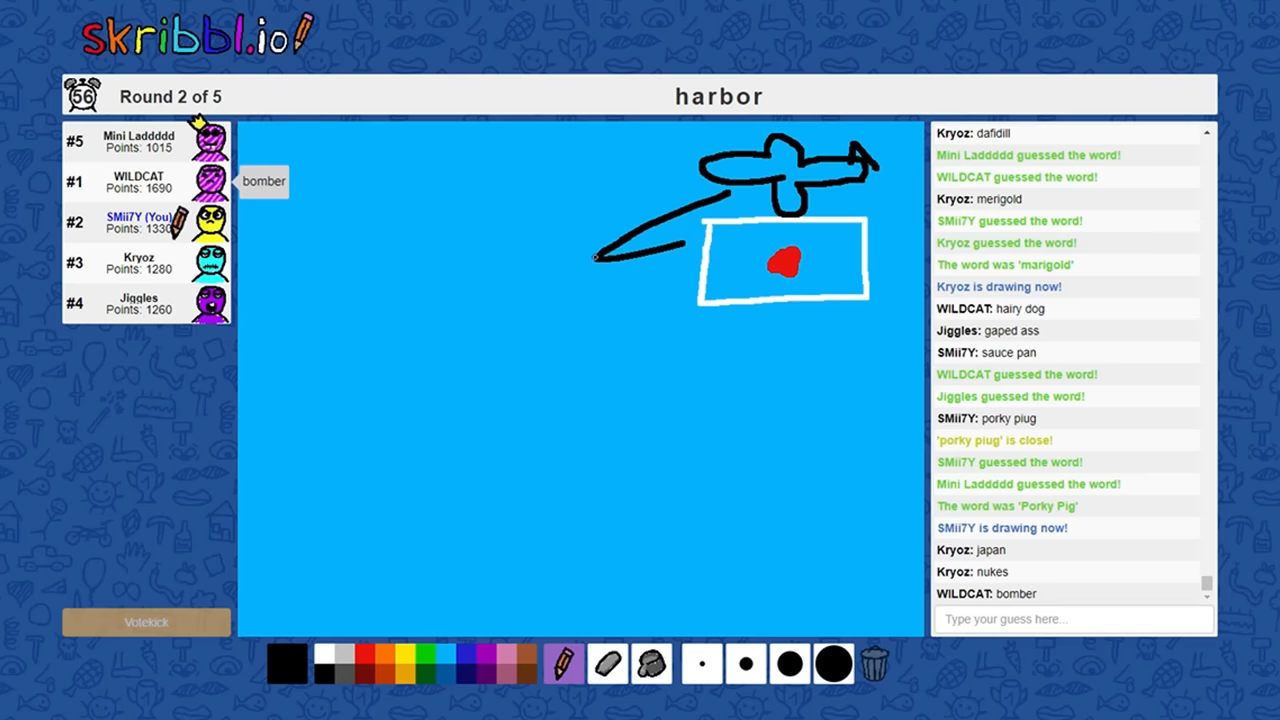 skribbl.io
56
Round 2 of 5
harbor
#5
Mini Laddddd
Points: 1015
#1
WILDCAT
Points: 1690
bomber
#2
SMii7Y (You)
Points: 1330
#3
Kryoz
Points: 1280
#4
Jiggles
Points: 1260
Votekick
Kryoz: dafidill
Mini Laddddd guessed the word!
WILDCAT guessed the word!
Kryoz: merigold
SMii7Y guessed the word!
Kryoz guessed the word!
The word was 'marigold'
Kryoz is drawing now!
WILDCAT: hairy dog
Jiggles: gaped ass
SMii7Y: sauce pan
WILDCAT guessed the word!
Jiggles guessed the word!
SMii7Y: porky piug
'porky piug' is close!
SMii7Y guessed the word!
Mini Laddddd guessed the word!
The word was 'Porky Pig'
SMii7Y is drawing now!
Kryoz: japan
Kryoz: nukes
WILDCAT: bomber
Type your guess here...